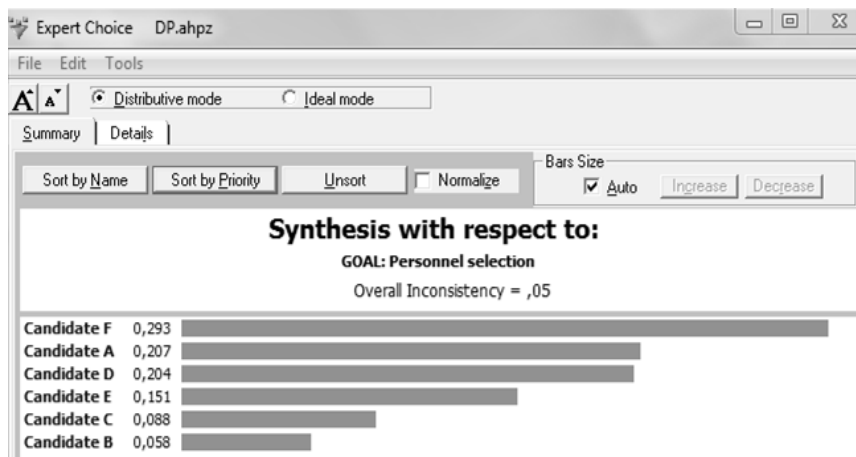 Expert Choice DP.ahpz
File Edit Tools
A A Distributive mode Ideal mode
Summary Details
Sort by Name Sort by Priority Unsort Normalize Bars Size Auto Increase Decrease
Synthesis with respect to:
GOAL: Personnel selection
Overall Inconsistency = ,05
Candidate F 0,293
Candidate A 0,207
Candidate D 0,204
Candidate E 0,151
Candidate C 0,088
Candidate B 0,058